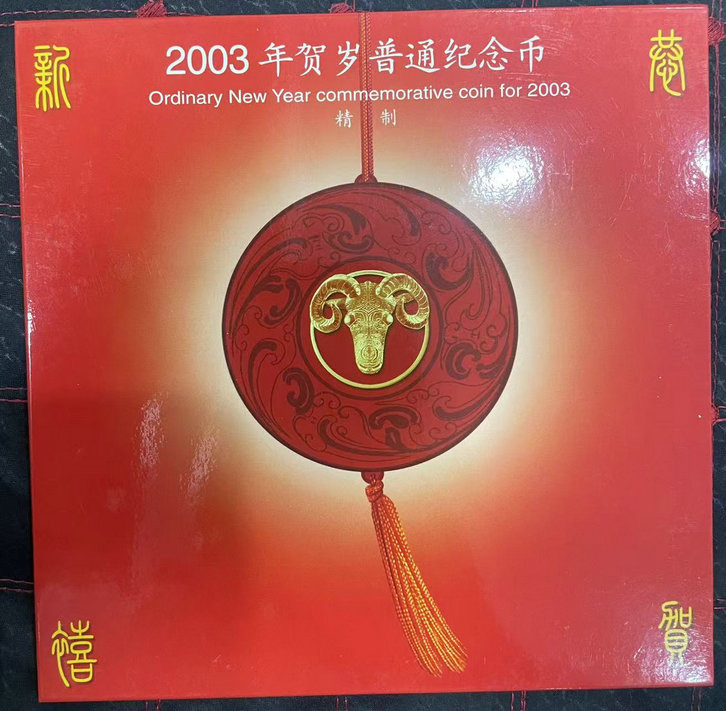 新
恭
2003 年贺岁普通纪念币
Ordinary New Year commemorative coin for 2003
精 制
禧
賀